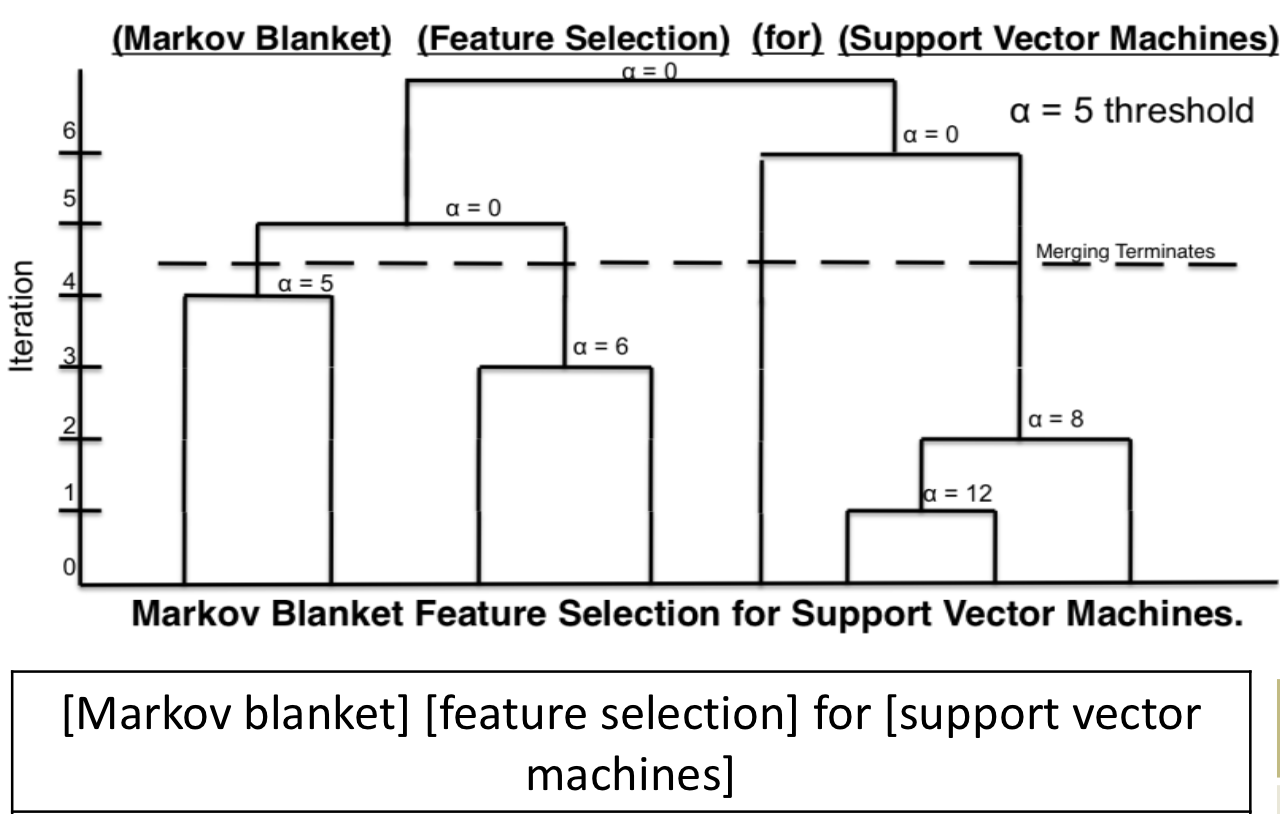 (Markov Blanket) (Feature Selection) (for) (Support Vector Machines)
α = 0
α = 5 threshold
6
α = 0
5
α = 0
Merging Terminates
4
α = 5
Iteration
3
α = 6
2
α = 8
1
α = 12
0
Markov Blanket Feature Selection for Support Vector Machines.
[Markov blanket] [feature selection] for [support vector
machines]